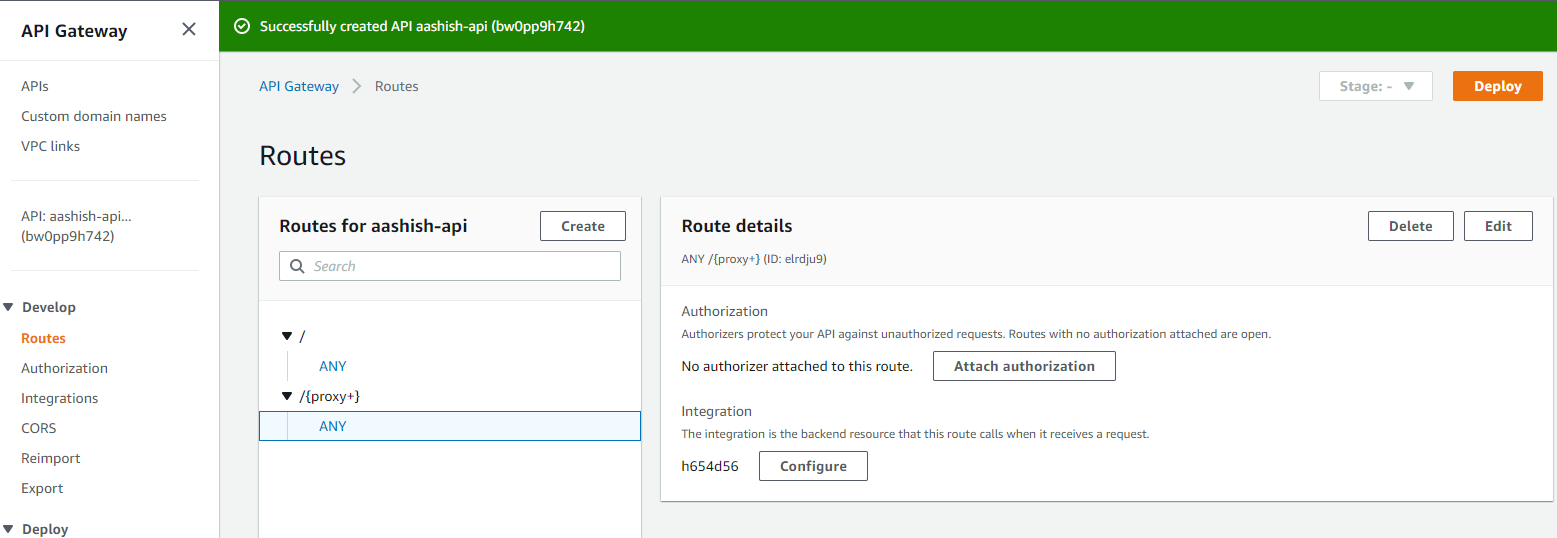 API Gateway
APIs
Custom domain names
VPC links
API: aashish-api...
(bw0pp9h742)
Develop
Routes
Authorization
Integrations
CORS
Reimport
Export
Deploy
Successfully created API aashish-api (bw0pp9h742)
API Gateway
Routes
Stage: -
Deploy
Routes
Routes for aashish-api
Create
Search
/
ANY
/{proxy+}
ANY
Route details
Delete
Edit
ANY /{proxy+} (ID: elrdju9)
Authorization
Authorizers protect your API against unauthorized requests. Routes with no authorization attached are open.
No authorizer attached to this route.
Attach authorization
Integration
The integration is the backend resource that this route calls when it receives a request.
h654d56
Configure